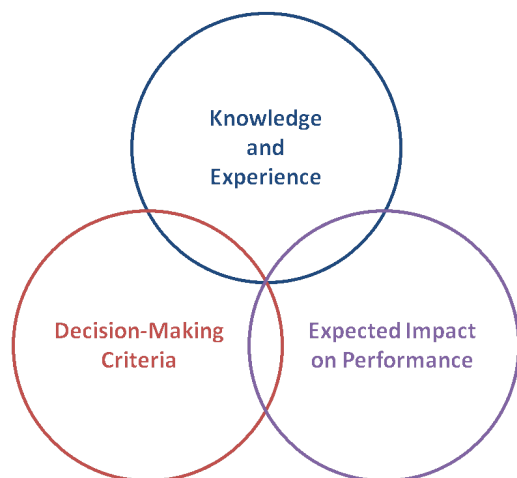 Knowledge
and
Experience
Decision-Making
Criteria
Expected Impact
on Performance